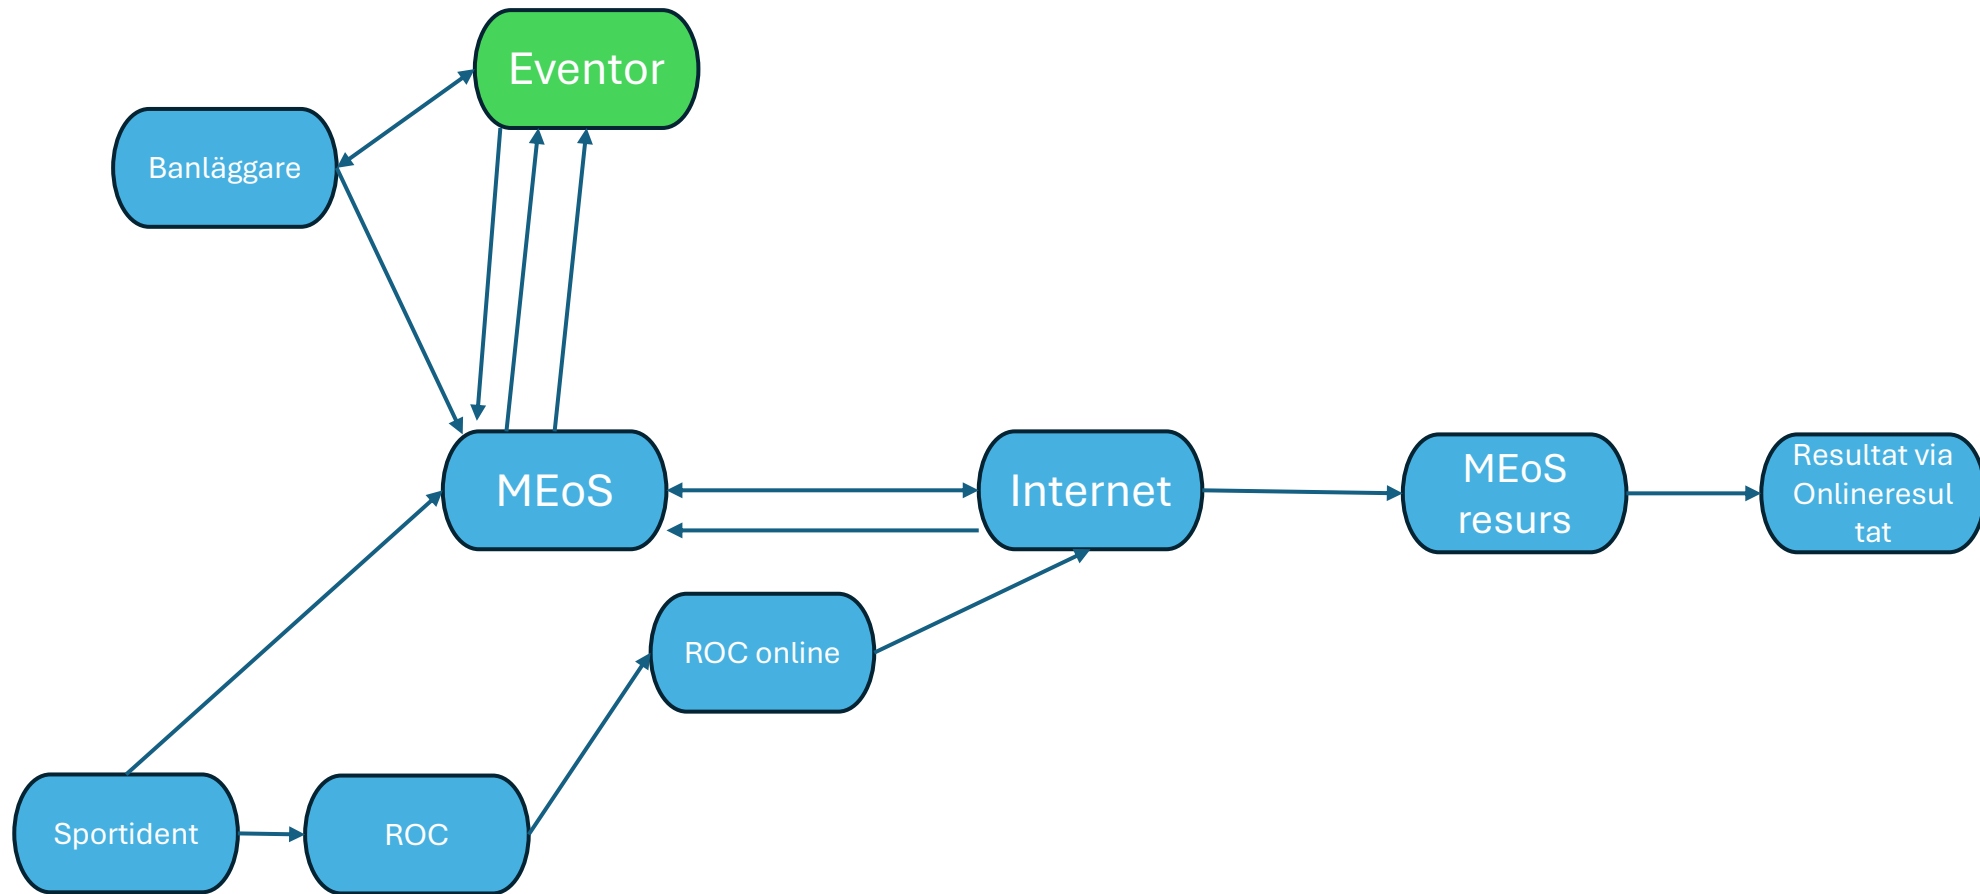 Eventor
Banläggare
MEoS
Internet
MEoS
resurs
Resultat via
Onlineresul
tat
ROC online
Sportident
ROC